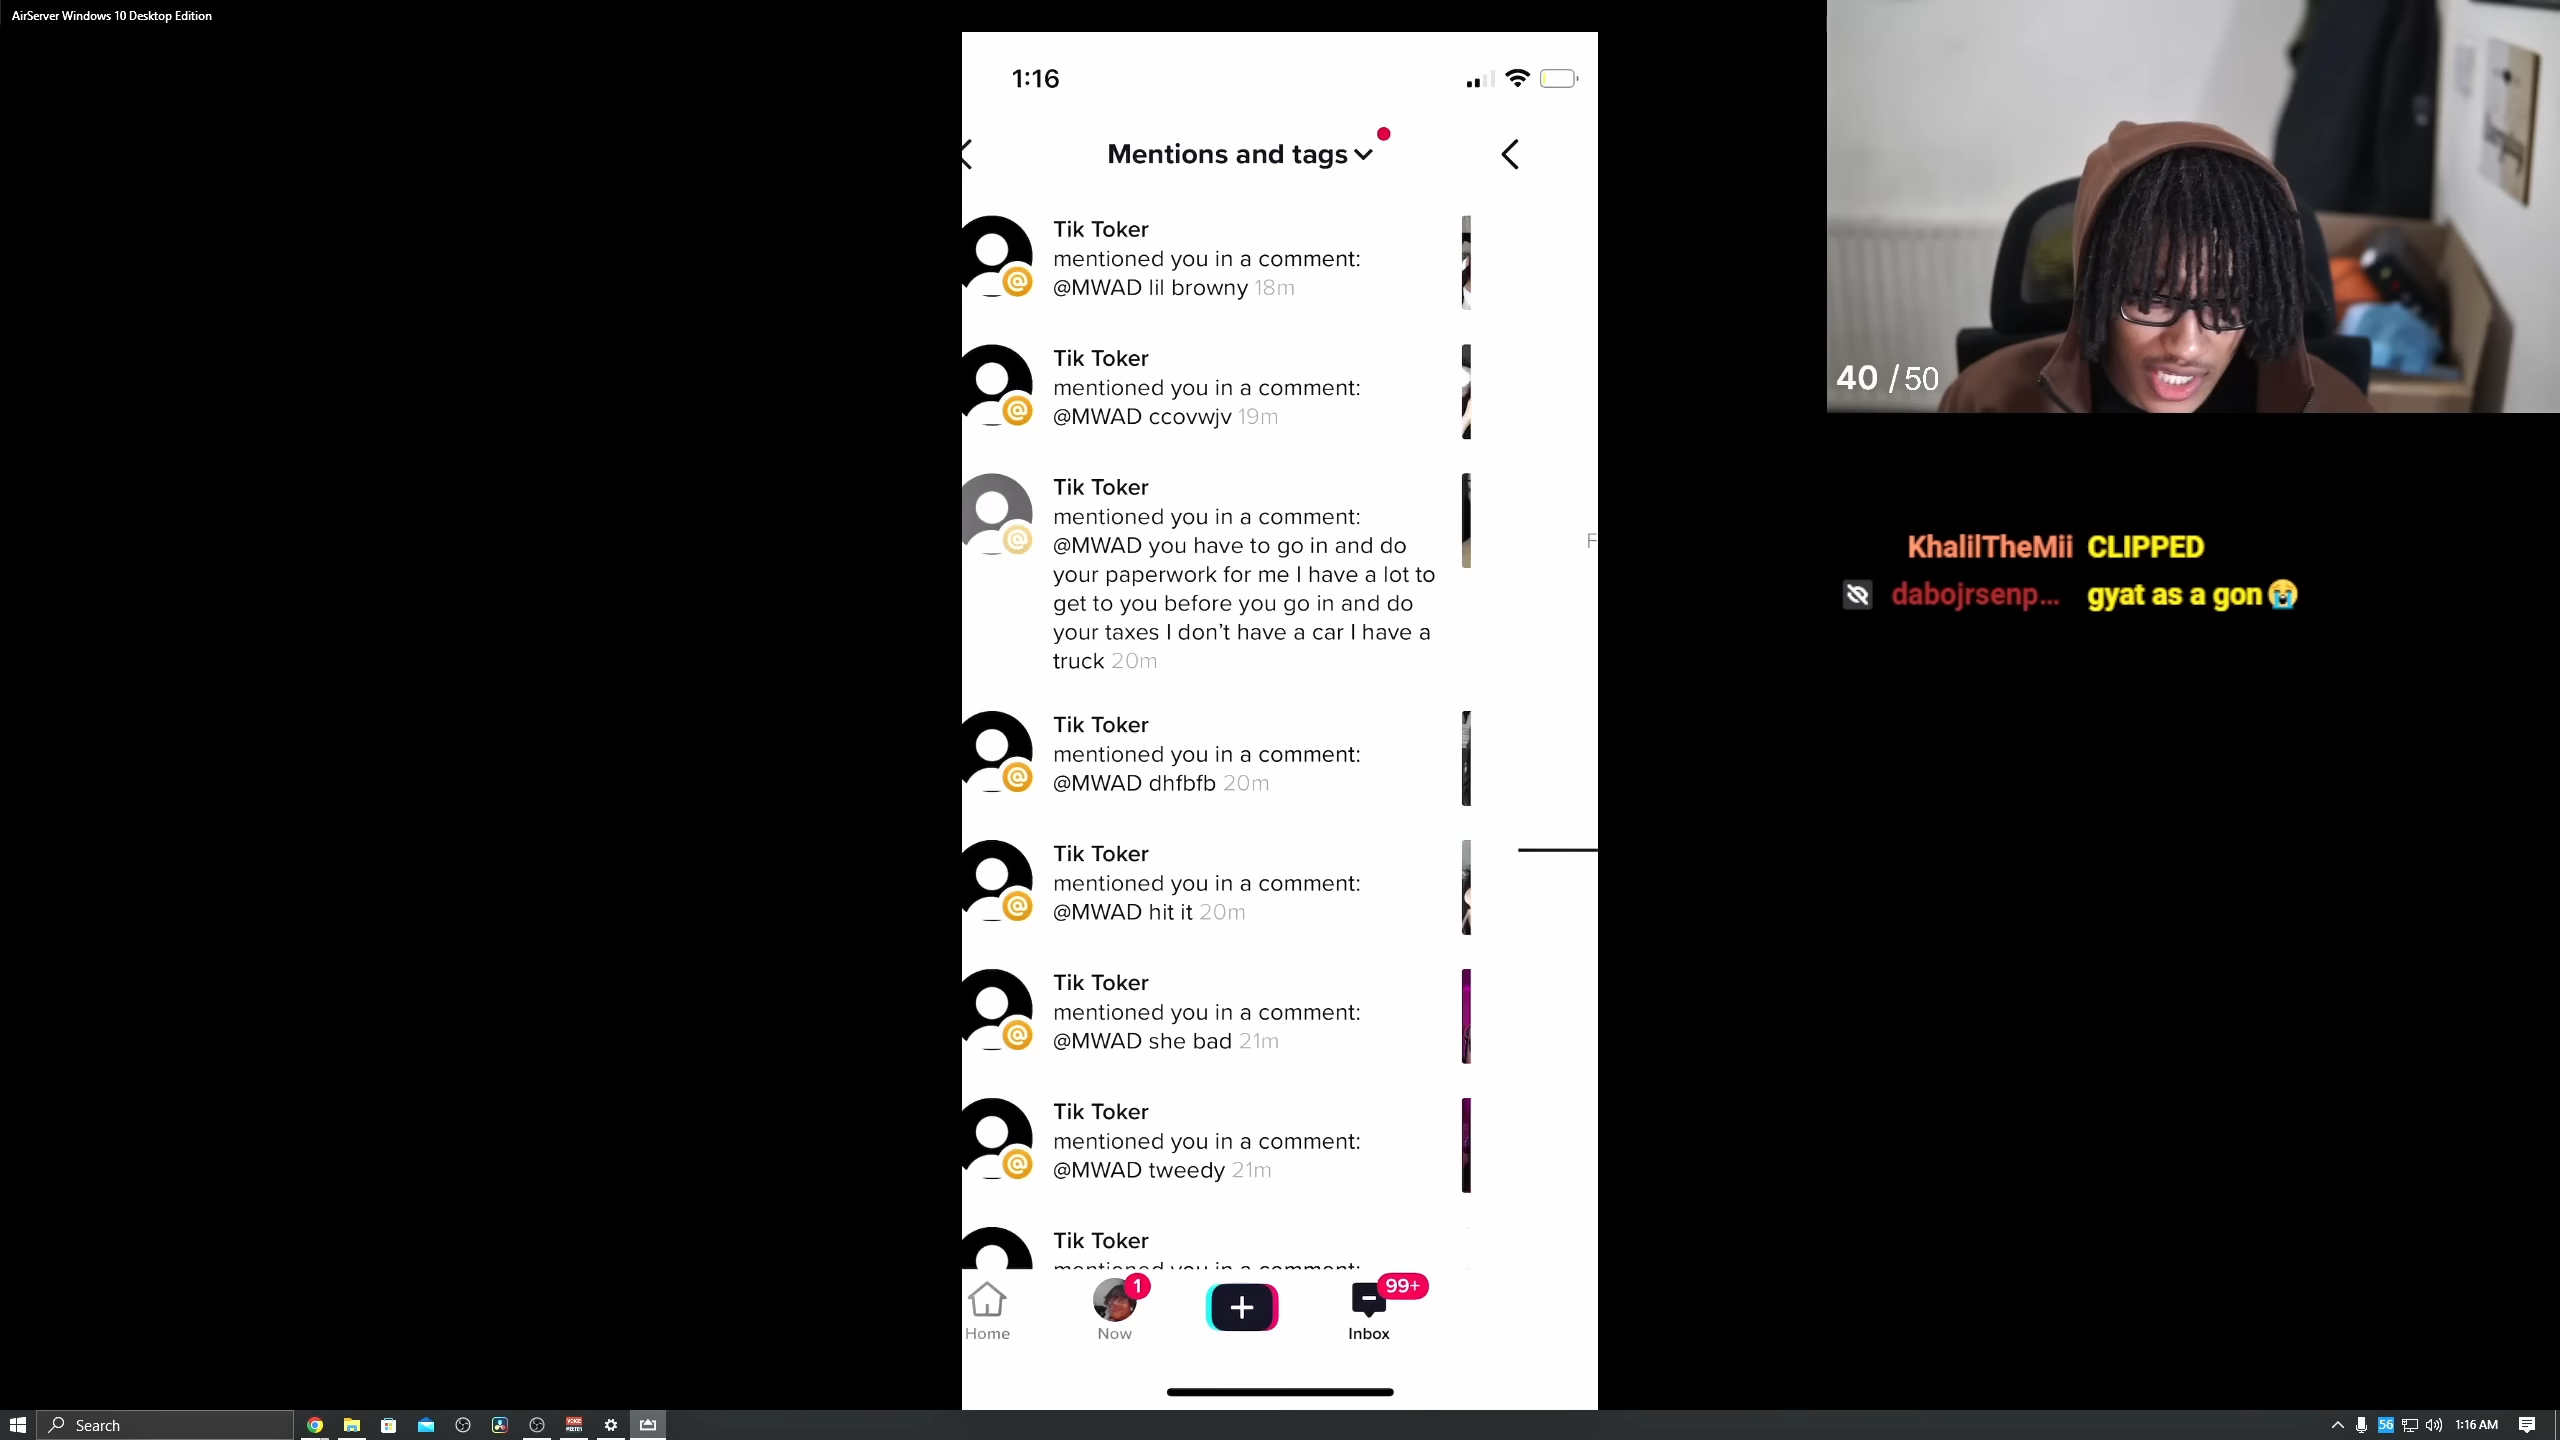 AirServer Windows 10 Desktop Edition
1:16
Mentions and tags
Tik Toker
mentioned you in a comment:
@MWAD lil browny 18m
Tik Toker
mentioned you in a comment:
@MWAD ccovwjv 19m
Tik Toker
mentioned you in a comment:
@MWAD you have to go in and do
your paperwork for me I have a lot to
get to you before you go in and do
your taxes I don’t have a car I have a
truck 20m
Tik Toker
mentioned you in a comment:
@MWAD dhfbfb 20m
Tik Toker
mentioned you in a comment:
@MWAD hit it 20m
Tik Toker
mentioned you in a comment:
@MWAD she bad 21m
Tik Toker
mentioned you in a comment:
@MWAD tweedy 21m
Tik Toker
mentioned you in a comment:
Home
1
Now
99+
Inbox
40 / 50
KhalilTheMii CLIPPED
dabojrsenp... gyat as a gon😭
Search
56
1:16 AM